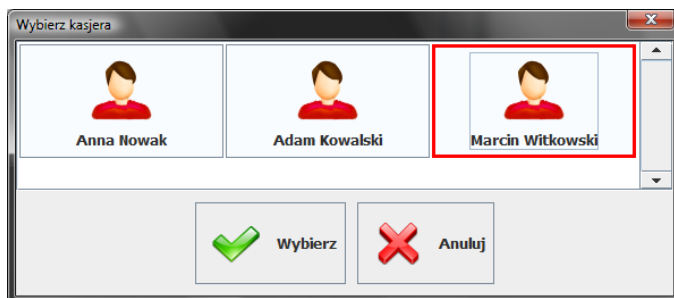 Wybierz kasjera
Anna Nowak
Adam Kowalski
Marcin Witkowski
Wybierz
Anuluj